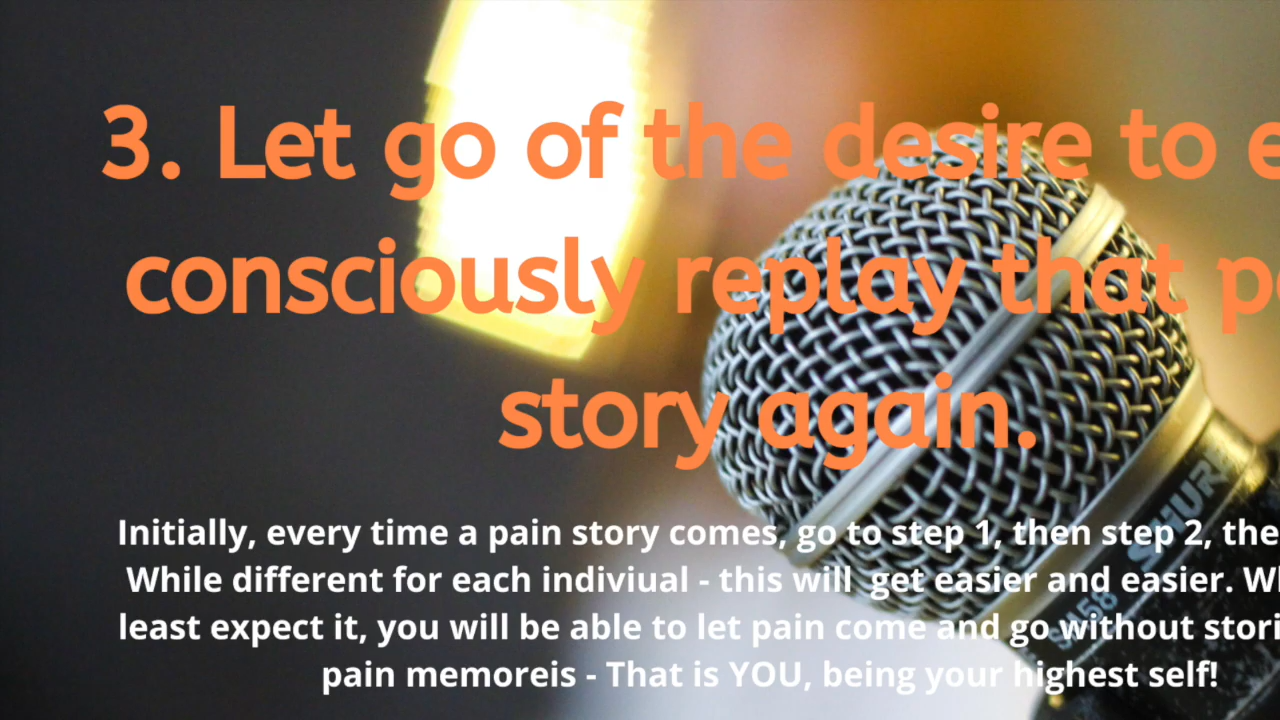 3. Let go of the desire to e
consciously replay that p
story again.
Initially, every time a pain story comes, go to step 1, then step 2, the
While different for each indiviual - this will get easier and easier. Wh
least expect it, you will be able to let pain come and go without stori
pain memoreis - That is YOU, being your highest self!
SHURE
SM58